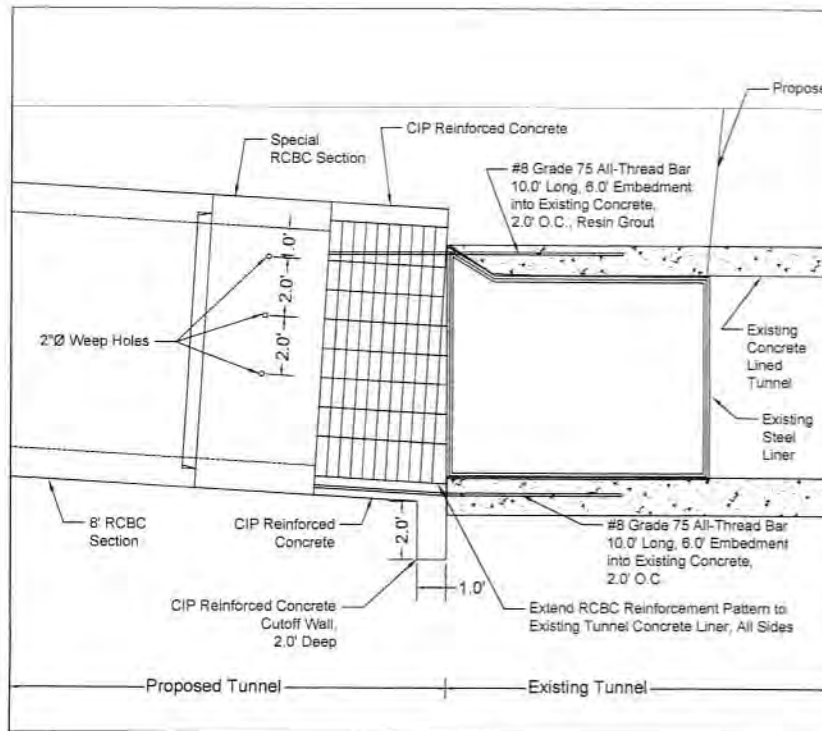 Propose
Special
RCBC Section
CIP Reinforced Concrete
#8 Grade 75 All-Thread Bar
10.0' Long, 6.0' Embedment
into Existing Concrete,
2.0' O.C., Resin Grout
1.0'
2.0'
2.0'
2"Ø Weep Holes
Existing
Concrete
Lined
Tunnel
Existing
Steel
Liner
8' RCBC
Section
CIP Reinforced
Concrete
2.0'
#8 Grade 75 All-Thread Bar
10.0' Long, 6.0' Embedment
into Existing Concrete,
2.0' O.C.
1.0'
CIP Reinforced Concrete
Cutoff Wall,
2.0' Deep
Extend RCBC Reinforcement Pattern to
Existing Tunnel Concrete Liner, All Sides
Proposed Tunnel
Existing Tunnel